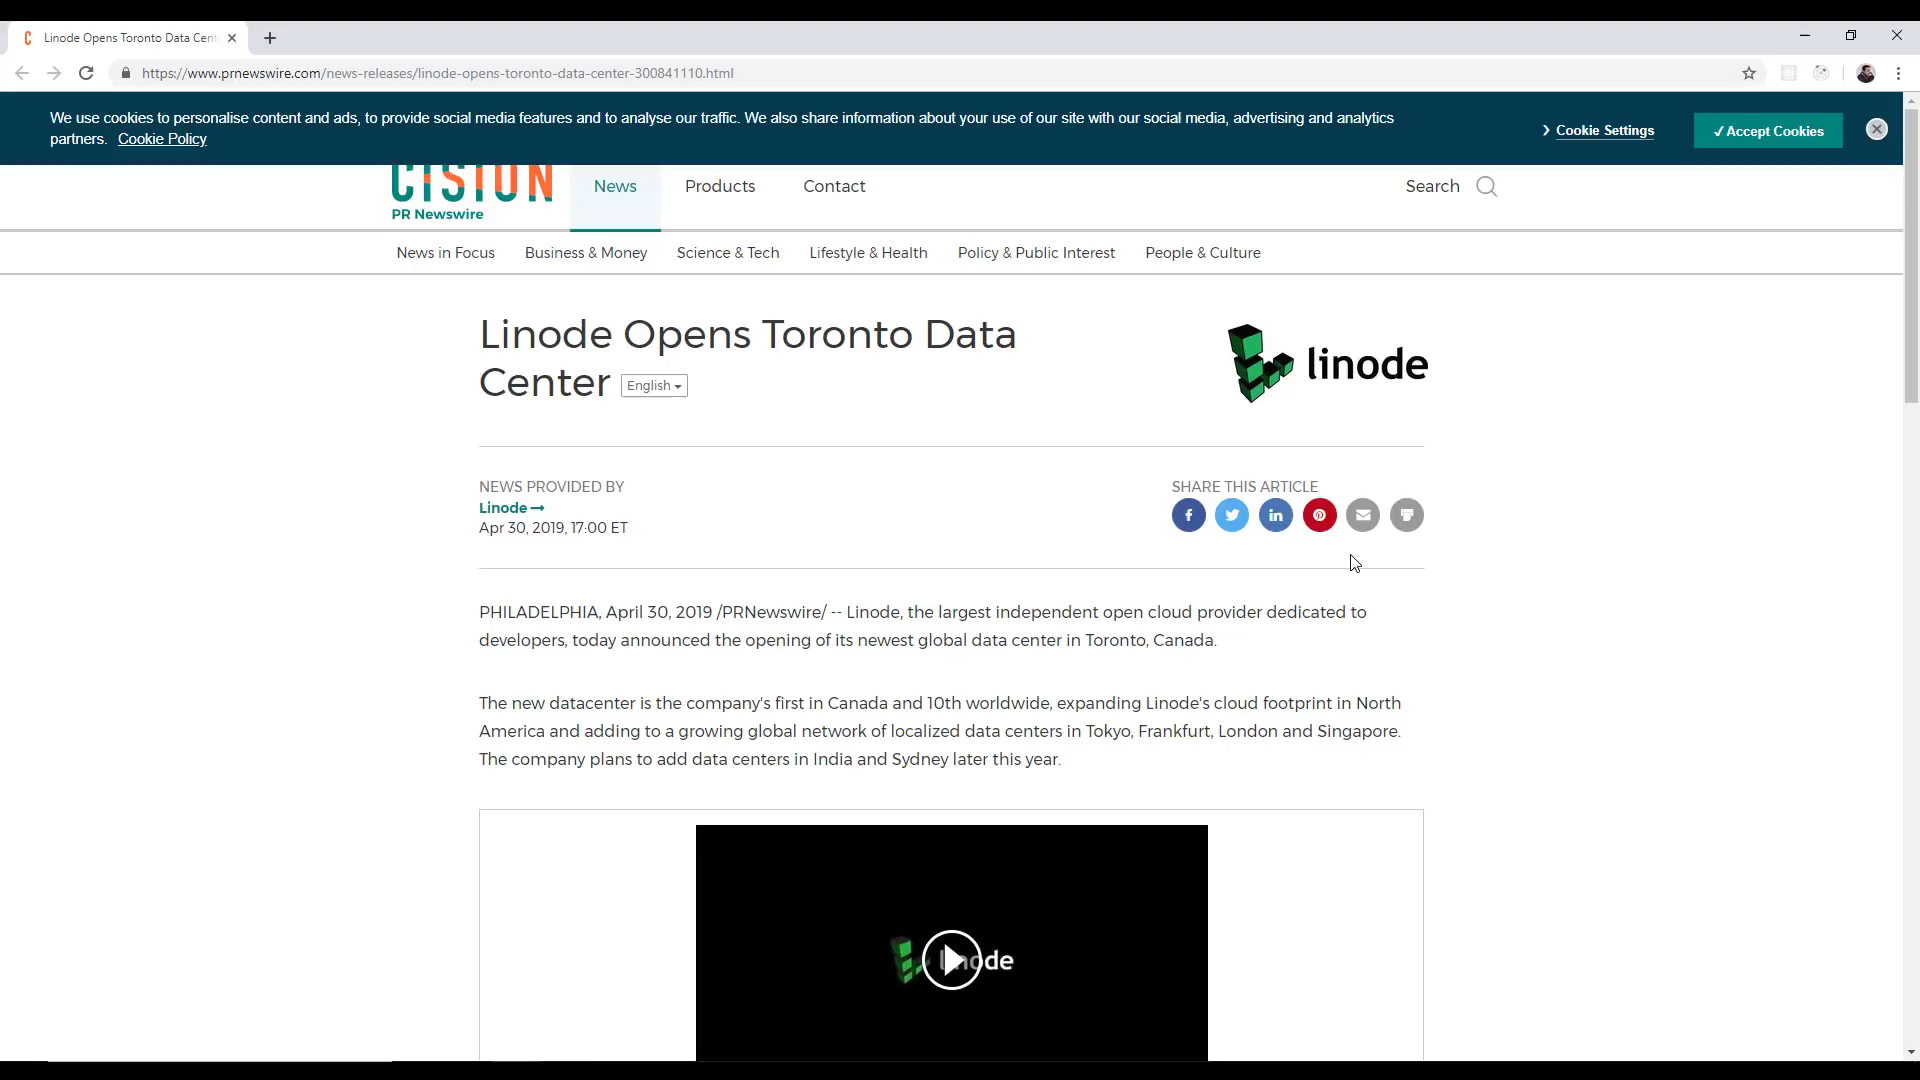 Linode Opens Toronto Data Cent
https://www.prnewswire.com/news-releases/linode-opens-toronto-data-center-300841110.html
We use cookies to personalise content and ads, to provide social media features and to analyse our traffic. We also share information about your use of our site with our social media, advertising and analytics
partners. Cookie Policy
Cookie Settings
✓Accept Cookies
CISION
PR Newswire
News
Products
Contact
Search
News in Focus
Business & Money
Science & Tech
Lifestyle & Health
Policy & Public Interest
People & Culture
Linode Opens Toronto Data
Center
English
linode
NEWS PROVIDED BY
Linode
Apr 30, 2019, 17:00 ET
SHARE THIS ARTICLE
PHILADELPHIA, April 30, 2019 /PRNewswire/ -- Linode, the largest independent open cloud provider dedicated to
developers, today announced the opening of its newest global data center in Toronto, Canada.
The new datacenter is the company's first in Canada and 10th worldwide, expanding Linode's cloud footprint in North
America and adding to a growing global network of localized data centers in Tokyo, Frankfurt, London and Singapore.
The company plans to add data centers in India and Sydney later this year.
linode